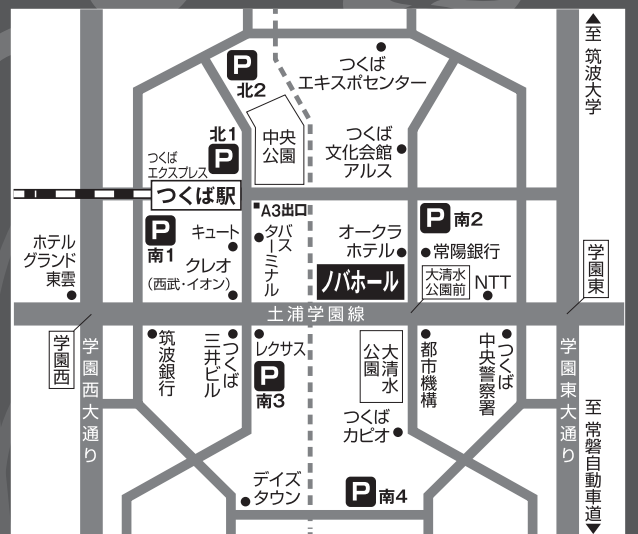 ▲至 筑波大学
つくば
エキスポセンター
P
北2
中央
公園
つくば
文化会館
アルス
北1
P
つくば
エクスプレス
つくば駅
A3出口
P
南1
キュート
クレオ
(西武・イオン)
バス
ターミナル
オークラ
ホテル
P 南2
常陽銀行
ホテル
グランド
東雲
ノバホール
大清水
公園前
NTT
学園東
土浦学園線
学園西
学園西大通り
筑波銀行
つくば
三井ビル
レクサス
P
南3
大清水
公園
都市機構
つくば
中央警察署
学園東大通り
つくば
カピオ
至 常磐自動車道▼
デイズ
タウン
P 南4